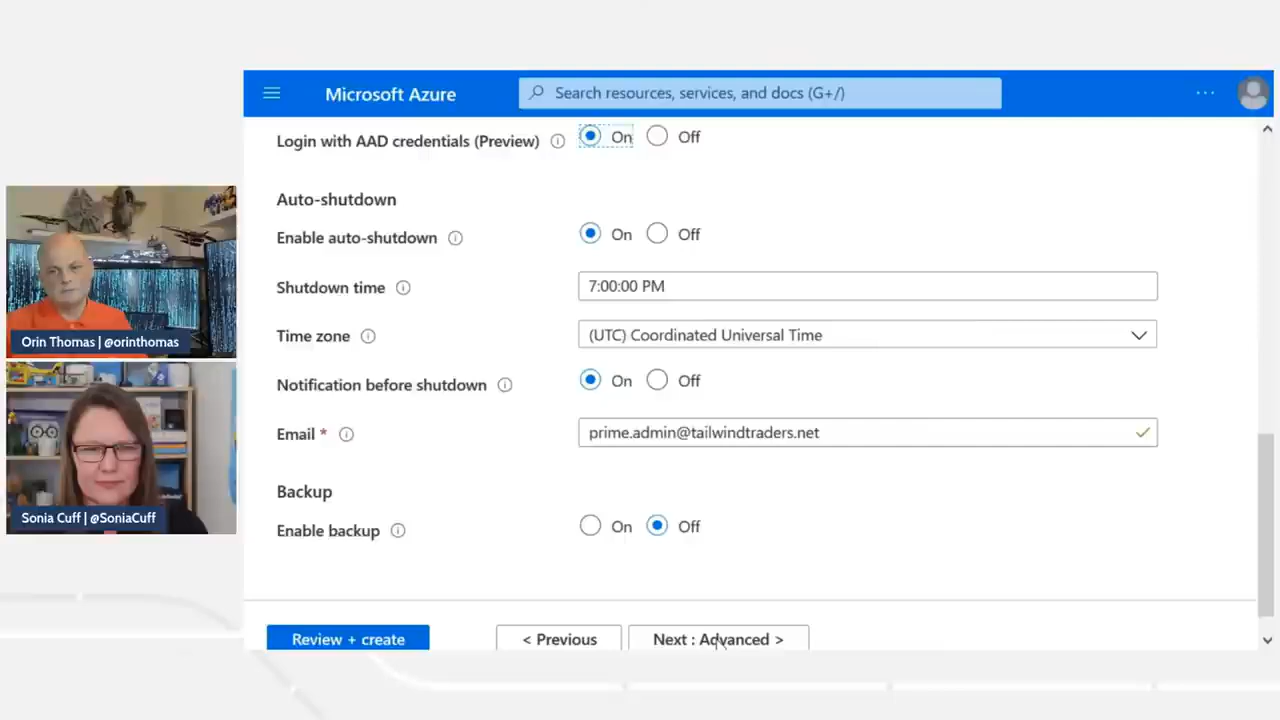 Microsoft Azure
Search resources, services, and docs (G+/)
Login with AAD credentials (Preview) On Off
Auto-shutdown
Enable auto-shutdown On Off
Shutdown time 7:00:00 PM
Time zone (UTC) Coordinated Universal Time
Notification before shutdown On Off
Email * prime.admin@tailwindtraders.net
Backup
Enable backup On Off
Review + create < Previous Next : Advanced >
Orin Thomas | @orinthomas
Sonia Cuff | @SoniaCuff